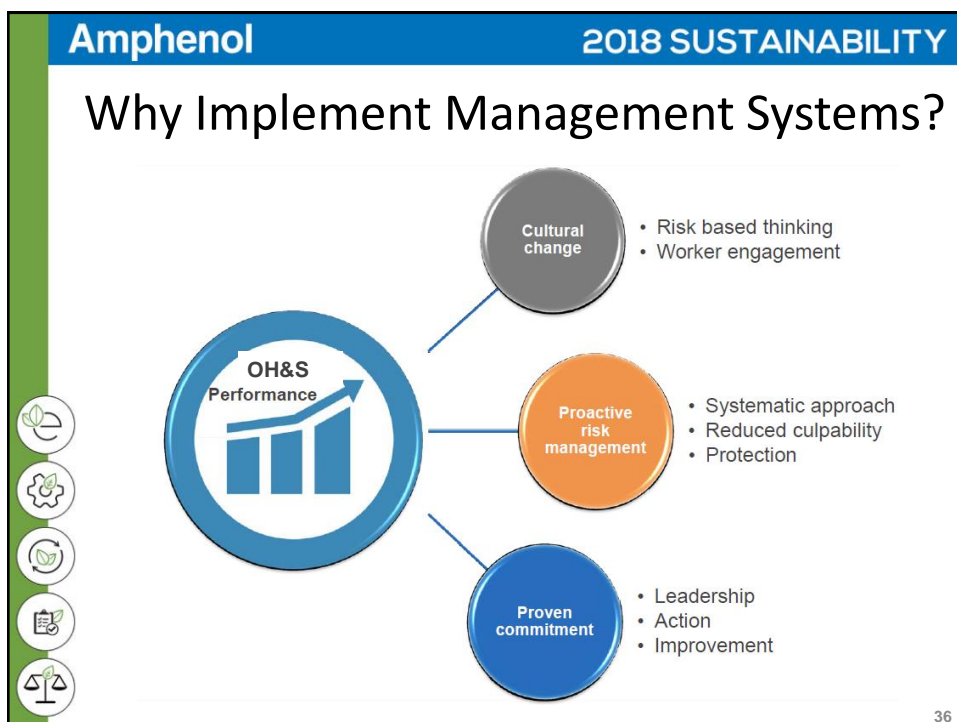 Amphenol
2018 SUSTAINABILITY
Why Implement Management Systems?
Cultural
change
• Risk based thinking
• Worker engagement
OH&S
Performance
Proactive
risk
management
• Systematic approach
• Reduced culpability
• Protection
Proven
commitment
• Leadership
• Action
• Improvement
36